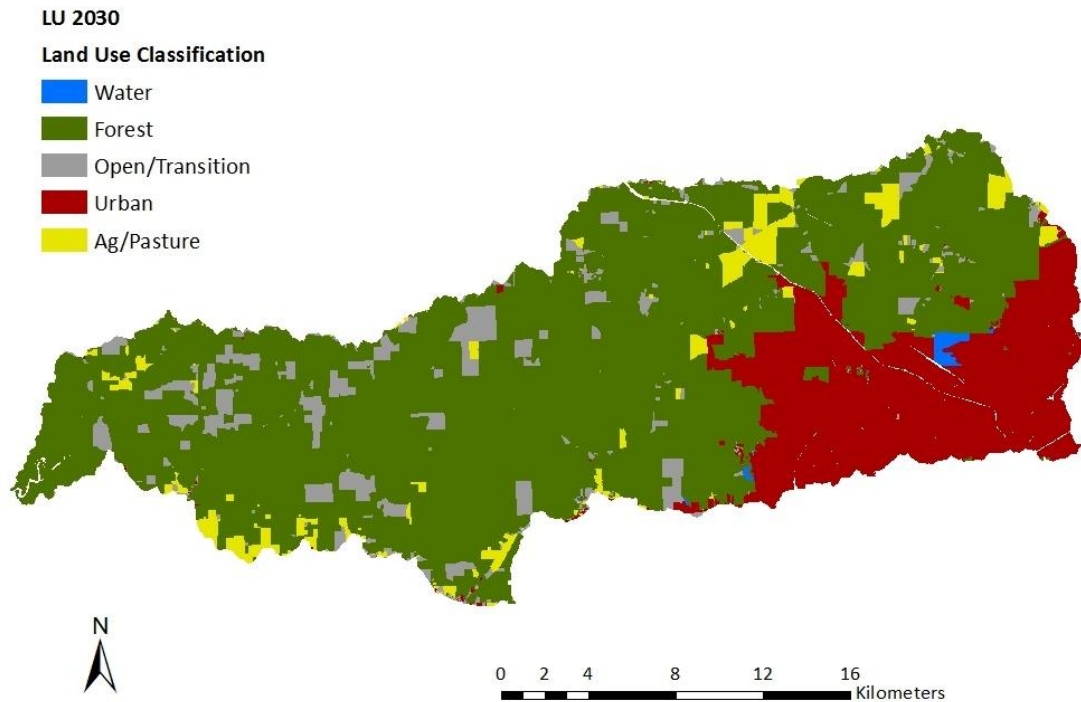 LU 2030
Land Use Classification
Water
Forest
Open/Transition
Urban
Ag/Pasture
N
0 2 4 8 12 16
Kilometers